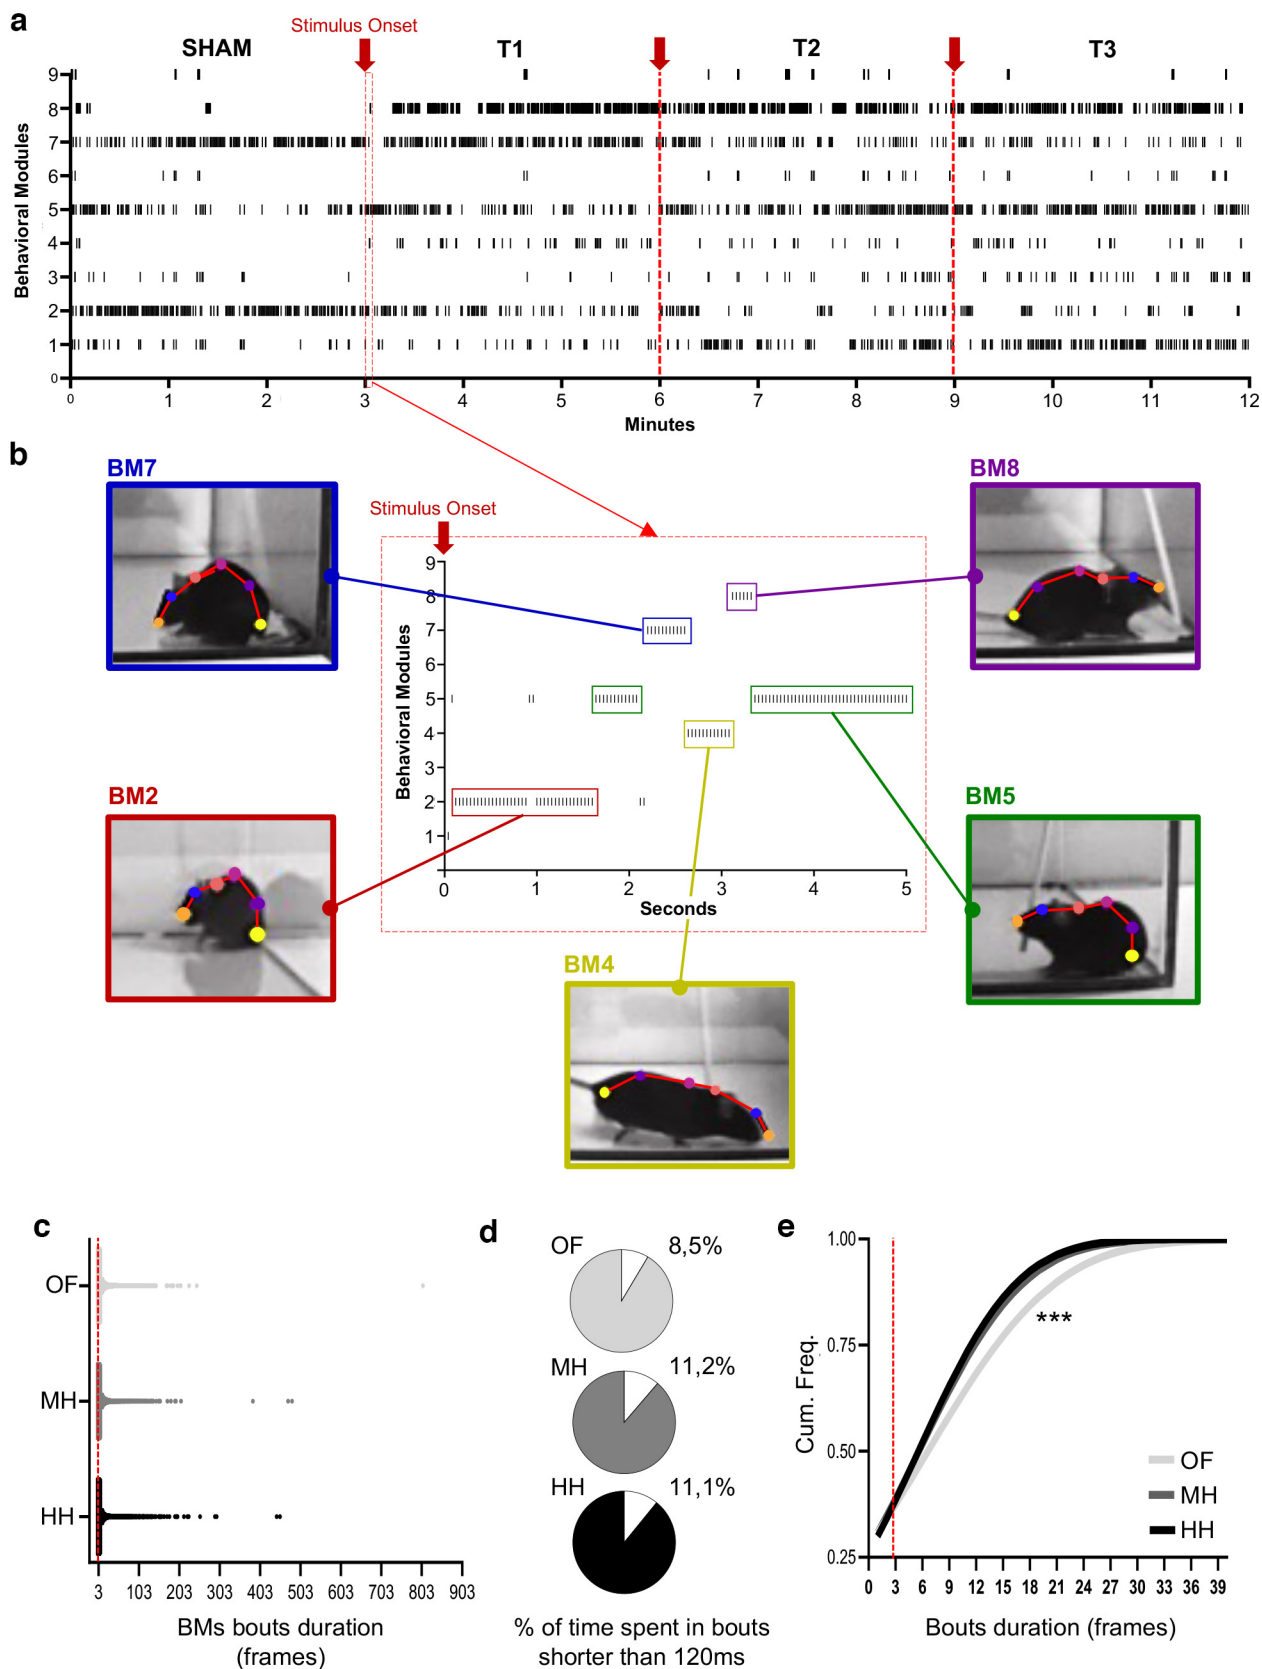 a
Stimulus Onset
SHAM T1 T2 T3
9
8
7
6
5
4
3
2
1
0
Behavioral Modules
0 1 2 3 4 5 6 7 8 9 10 11 12
Minutes
b
BM7
BM8
Stimulus Onset
9
8
7
6
5
4
3
2
1
Behavioral Modules
0 1 2 3 4 5
Seconds
BM2
BM5
BM4
c
OF
MH
HH
3 103 203 303 403 503 603 703 803 903
BMs bouts duration
(frames)
d
OF 8,5%
MH 11,2%
HH 11,1%
% of time spent in bouts
shorter than 120ms
e
1.00
0.75
0.50
0.25
Cum. Freq.
***
OF
MH
HH
0 3 6 9 12 15 18 21 24 27 30 33 36 39
Bouts duration (frames)